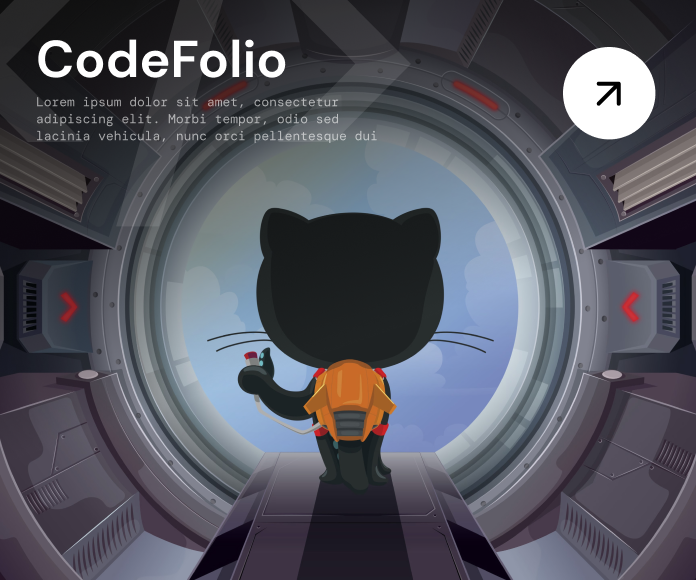 CodeFolio
Lorem ipsum dolor sit amet, consectetur
adipiscing elit. Morbi tempor, odio sed
lacinia vehicula, nunc orci pellentesque dui